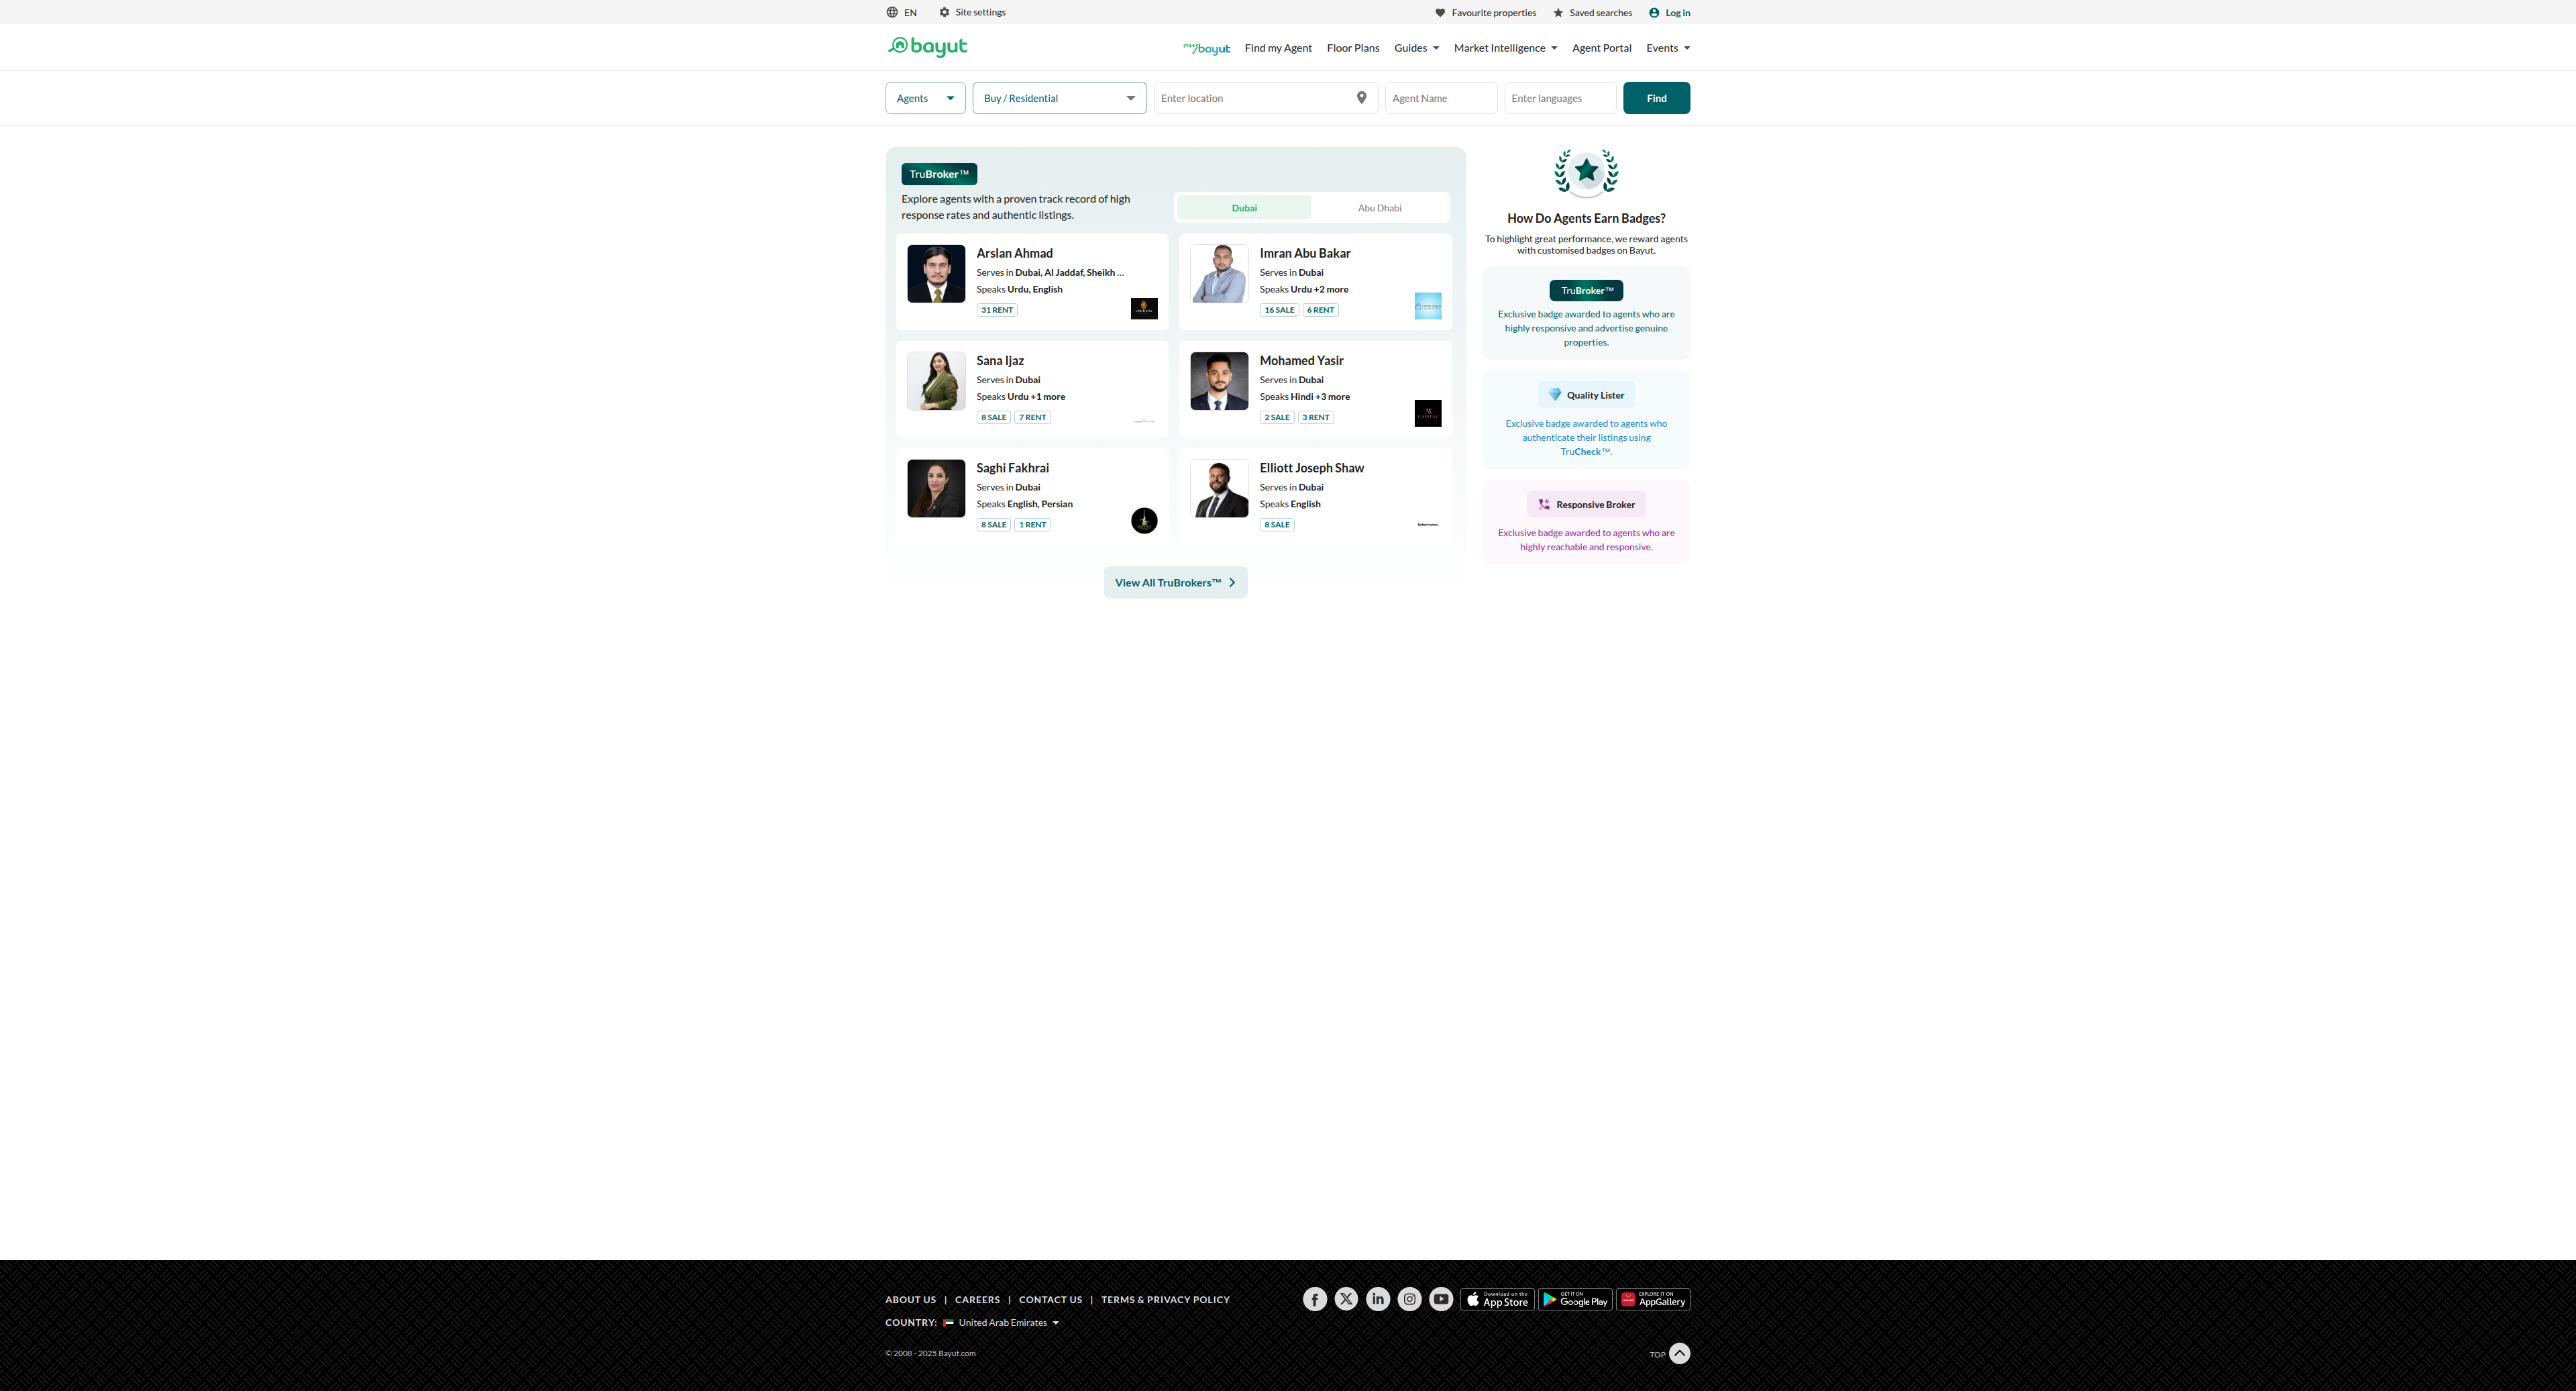 EN
Site settings
Favourite properties
Saved searches
Log in
bayut
mybayut
Find my Agent
Floor Plans
Guides
Market Intelligence
Agent Portal
Events
Agents
Buy / Residential
Enter location
Agent Name
Enter languages
Find
TruBroker™
Explore agents with a proven track record of high
response rates and authentic listings.
Dubai
Abu Dhabi
Arslan Ahmad
Serves in Dubai, Al Jaddaf, Sheikh ...
Speaks Urdu, English
31 RENT
Imran Abu Bakar
Serves in Dubai
Speaks Urdu +2 more
16 SALE
6 RENT
Sana Ijaz
Serves in Dubai
Speaks Urdu +1 more
8 SALE
7 RENT
Mohamed Yasir
Serves in Dubai
Speaks Hindi +3 more
2 SALE
3 RENT
CAPITAL
Saghi Fakhrai
Serves in Dubai
Speaks English, Persian
8 SALE
1 RENT
Elliott Joseph Shaw
Serves in Dubai
Speaks English
8 SALE
View All TruBrokers™
How Do Agents Earn Badges?
To highlight great performance, we reward agents
with customised badges on Bayut.
TruBroker™
Exclusive badge awarded to agents who are
highly responsive and advertise genuine
properties.
Quality Lister
Exclusive badge awarded to agents who
authenticate their listings using
TruCheck™.
Responsive Broker
Exclusive badge awarded to agents who are
highly reachable and responsive.
ABOUT US | CAREERS | CONTACT US | TERMS & PRIVACY POLICY
Download on the
App Store
GET IT ON
Google Play
EXPLORE IT ON
AppGallery
COUNTRY: United Arab Emirates
© 2008 - 2025 Bayut.com
TOP